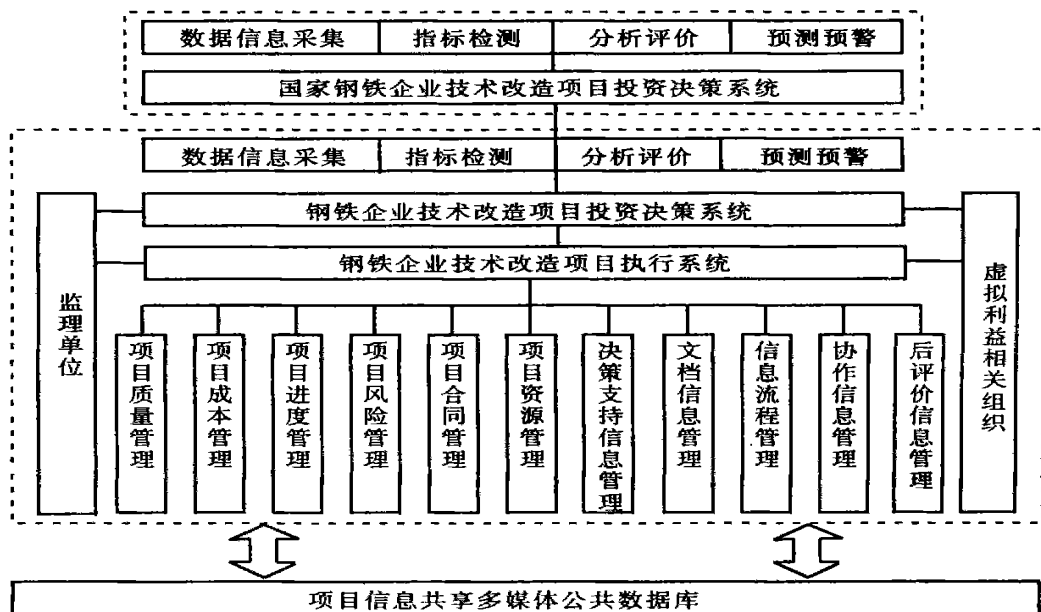 数据信息采集 指标检测 分析评价 预测预警
国家钢铁企业技术改造项目投资决策系统
数据信息采集 指标检测 分析评价 预测预警
钢铁企业技术改造项目投资决策系统
钢铁企业技术改造项目执行系统
监理单位
项目质量管理
项目成本管理
项目进度管理
项目风险管理
项目合同管理
项目资源管理
决策支持信息管理
文档信息管理
信息流程管理
协作信息管理
后评价信息管理
虚拟利益相关组织
项目信息共享多媒体公共数据库